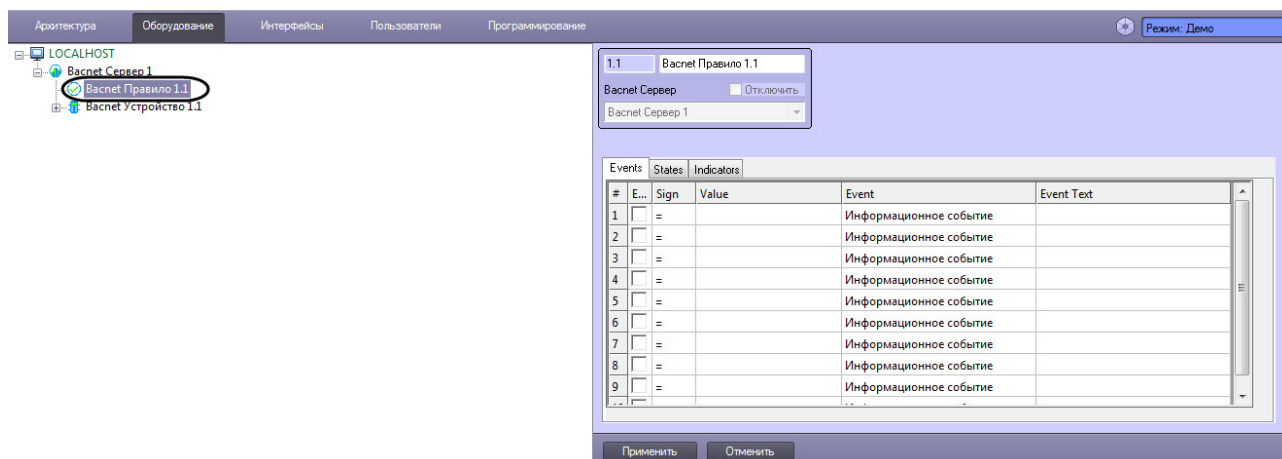 Архитектура Оборудование Интерфейсы Пользователи Программирование Режим: Демо
LOCALHOST
Bacnet Сервер 1
Bacnet Правило 1.1
Bacnet Устройство 1.1
1.1 Bacnet Правило 1.1
Bacnet Сервер Отключить
Bacnet Сервер 1
Events States Indicators
# E... Sign Value Event Event Text
1 = Информационное событие
2 = Информационное событие
3 = Информационное событие
4 = Информационное событие
5 = Информационное событие
6 = Информационное событие
7 = Информационное событие
8 = Информационное событие
9 = Информационное событие
Применить Отменить